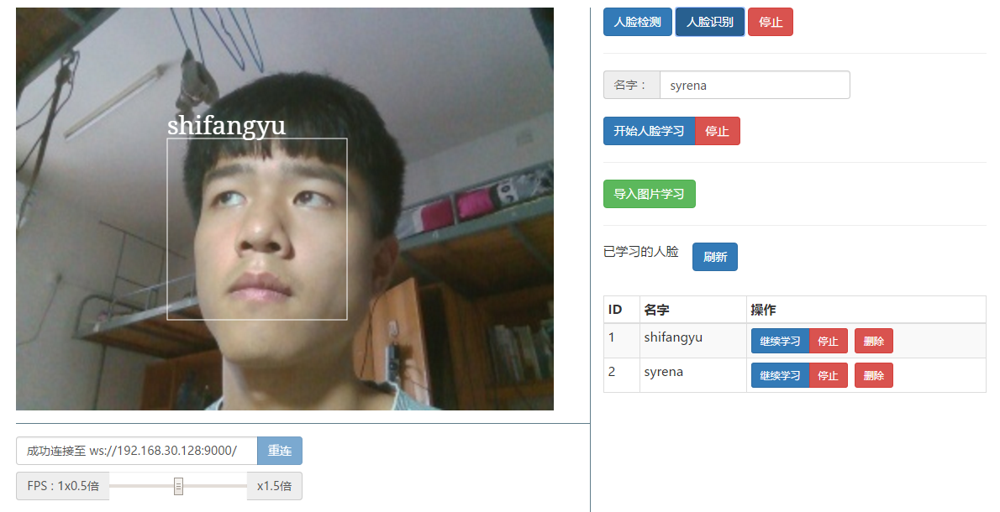 人脸检测 人脸识别 停止
名字： syrena
shifangyu
开始人脸学习 停止
导入图片学习
已学习的人脸 刷新
ID 名字 操作
1 shifangyu 继续学习 停止 删除
2 syrena 继续学习 停止 删除
成功连接至 ws://192.168.30.128:9000/ 重连
FPS : 1x0.5倍 x1.5倍